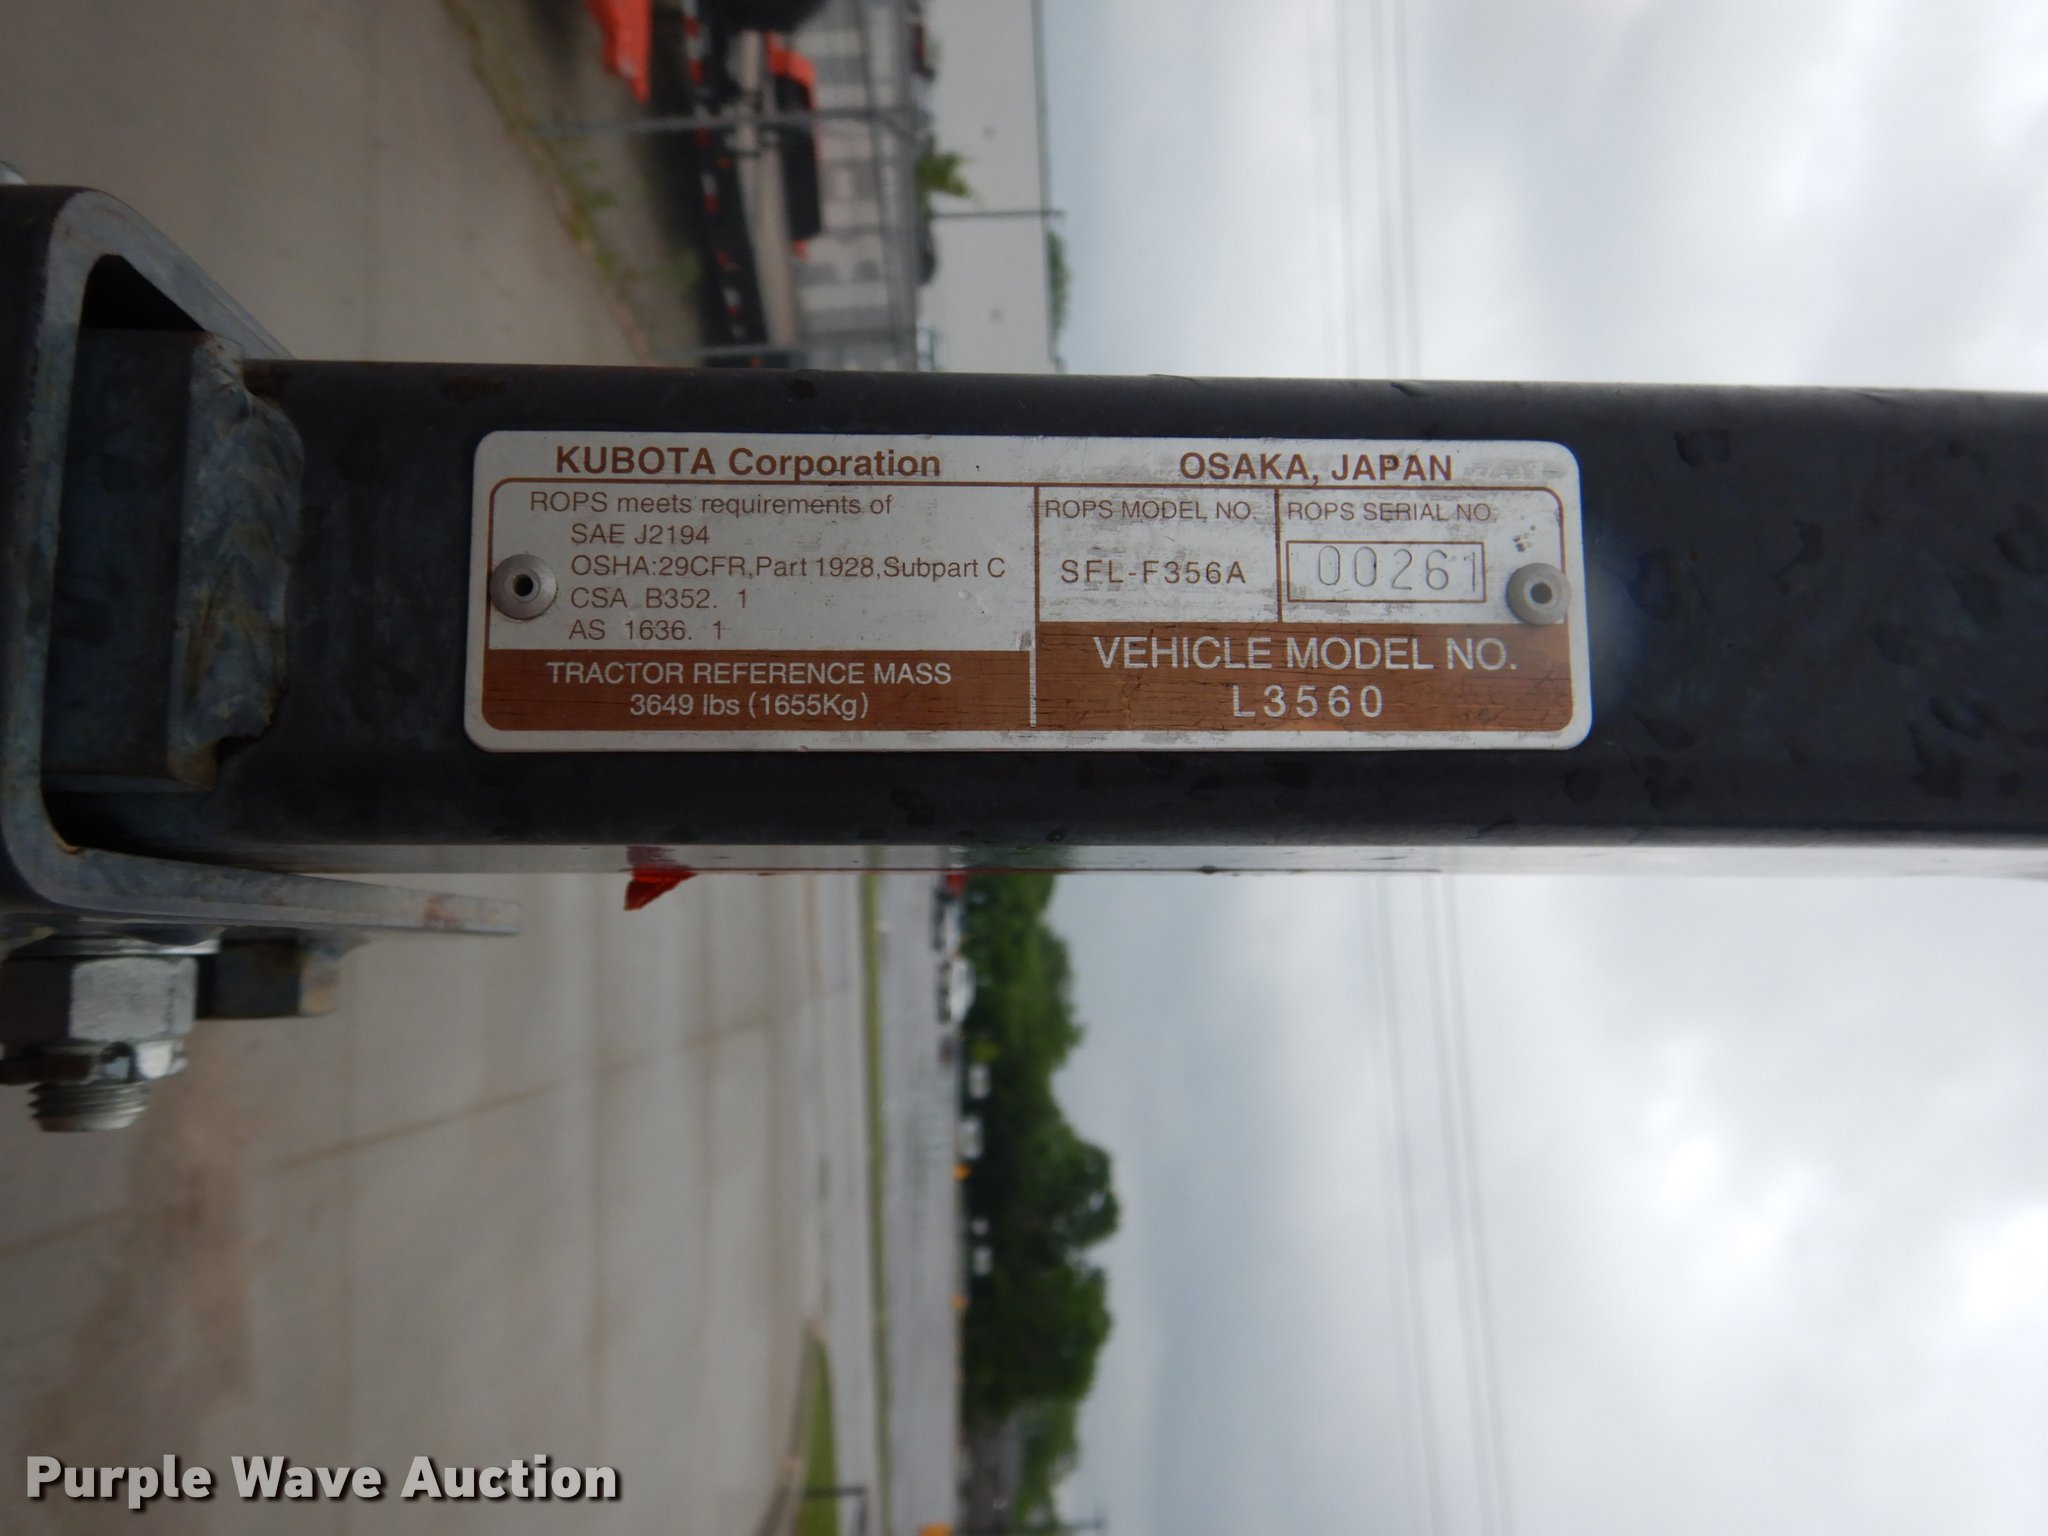 KUBOTA Corporation OSAKA, JAPAN
ROPS meets requirements of
SAE J2194
OSHA:29CFR,Part 1928,Subpart C
CSA B352. 1
AS 1636. 1
TRACTOR REFERENCE MASS
3649 lbs (1655Kg)
ROPS MODEL NO.
SFL-F356A
ROPS SERIAL NO.
00261
VEHICLE MODEL NO.
L3560
Purple Wave Auction